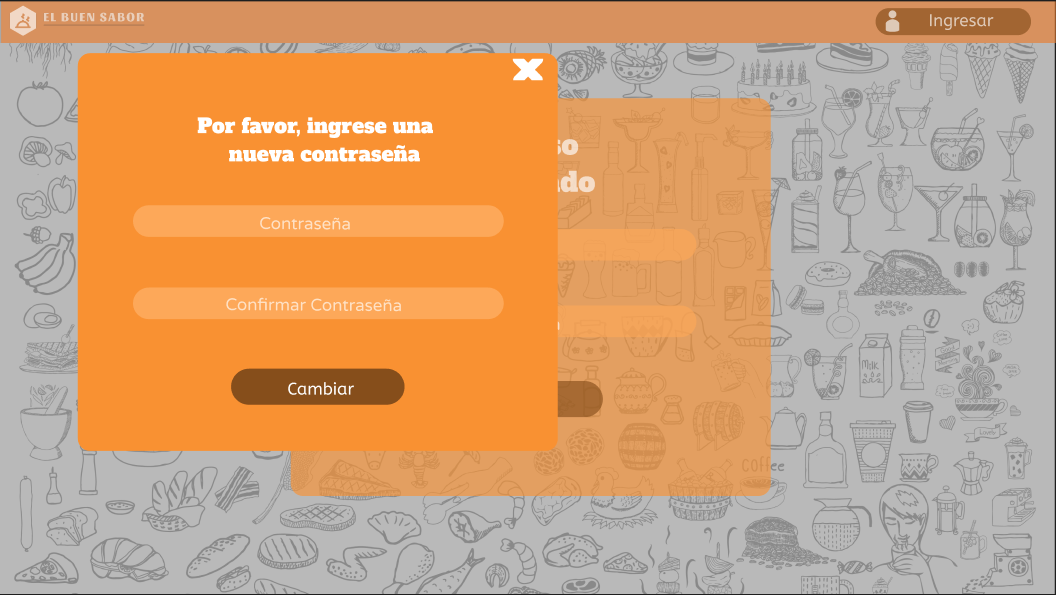 EL BUEN SABOR
Ingresar
Por favor, ingrese una
nueva contraseña
so
ado
Contraseña
Confirmar Contraseña
Cambiar
Milk
coffee